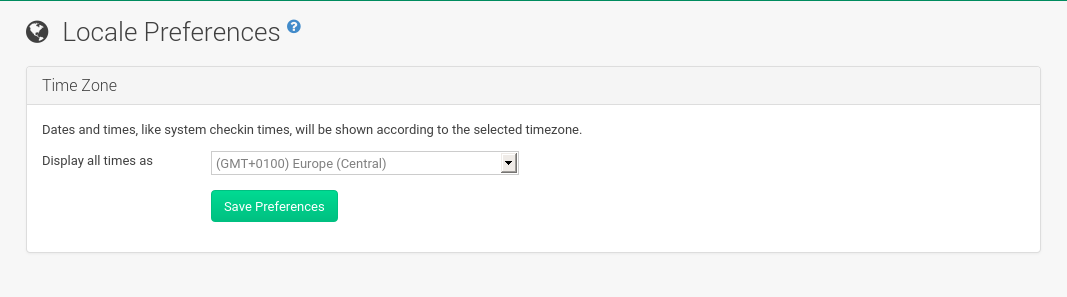 Locale Preferences ?
Time Zone
Dates and times, like system checkin times, will be shown according to the selected timezone.
Display all times as
(GMT+0100) Europe (Central)
Save Preferences